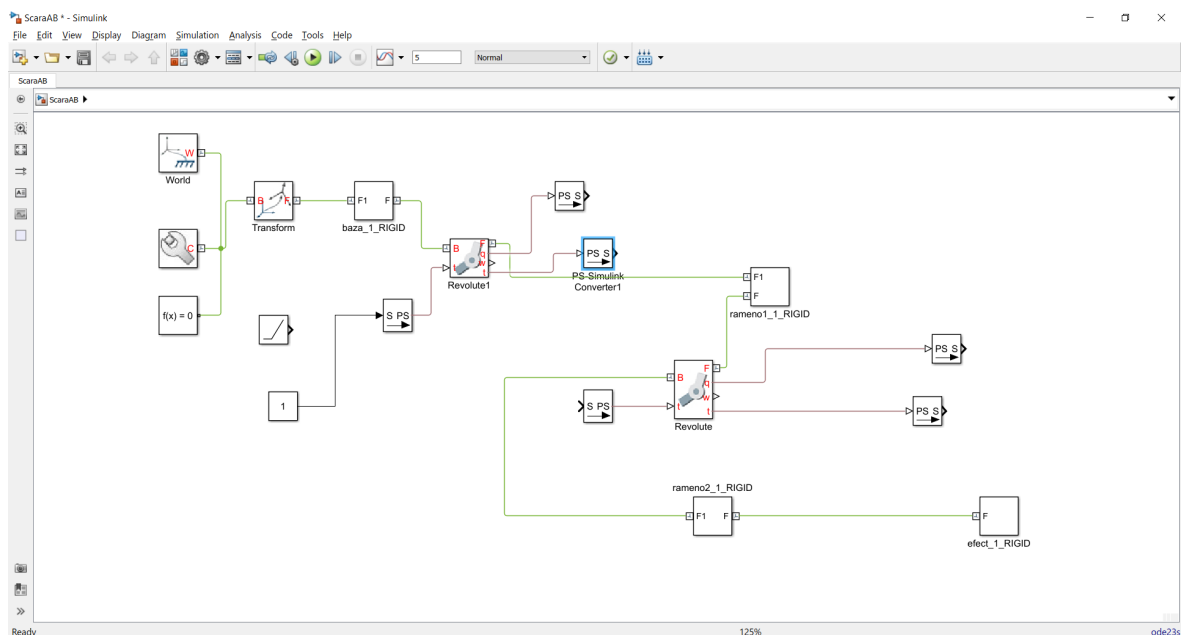 ScaraAB * - Simulink
File Edit View Display Diagram Simulation Analysis Code Tools Help
5
Normal
ScaraAB
ScaraAB
W
World
C
f(x) = 0
B F
Transform
F1 F
baza_1_RIGID
PS S
B F
q
w
t t
Revolute1
PS S
PS-Simulink
Converter1
S PS
1
F1
F
rameno1_1_RIGID
PS S
F
B
q
w
t
t
Revolute
S PS
PS S
rameno2_1_RIGID
F1 F
F
efect_1_RIGID
Ready
125%
ode23s